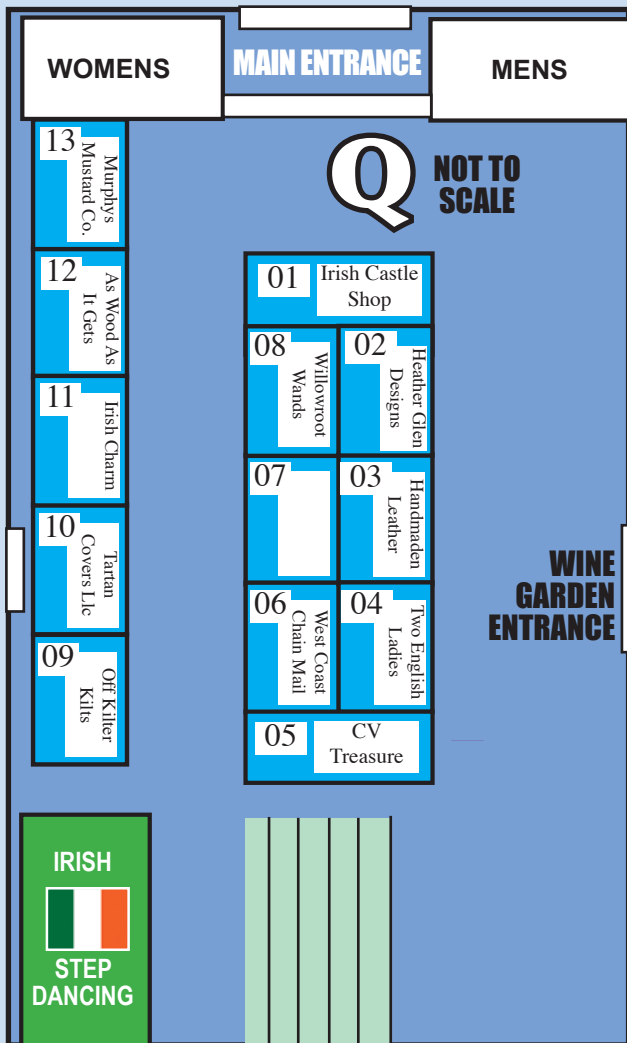 WOMENS
MAIN ENTRANCE
MENS
Q
NOT TO
SCALE
13
Murphys
Mustard Co.
12
As Wood As
It Gets
11
Irish Charm
10
Tartan
Covers Llc
09
Off Kilter
Kilts
01
Irish Castle
Shop
08
Willowroot
Wands
02
Heather Glen
Designs
07
03
Handmaden
Leather
06
West Coast
Chain Mail
04
Two English
Ladies
05
CV
Treasure
WINE
GARDEN
ENTRANCE
IRISH
STEP
DANCING